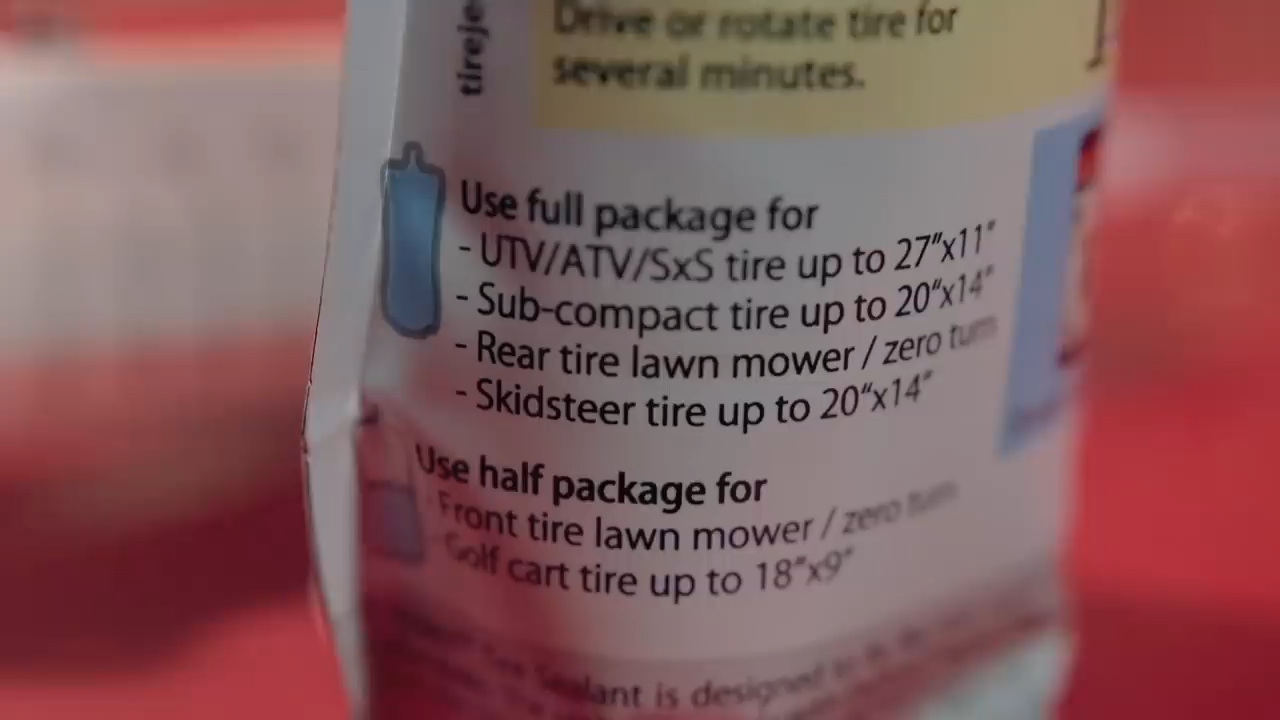 tireje
Drive or rotate tire for
several minutes.
Use full package for
- UTV/ATV/SxS tire up to 27”x11”
- Sub-compact tire up to 20“x14”
- Rear tire lawn mower / zero turn
- Skidsteer tire up to 20“x14”
Use half package for
- Front tire lawn mower / zero turn
- Golf cart tire up to 18”x9”
Sealant is designed